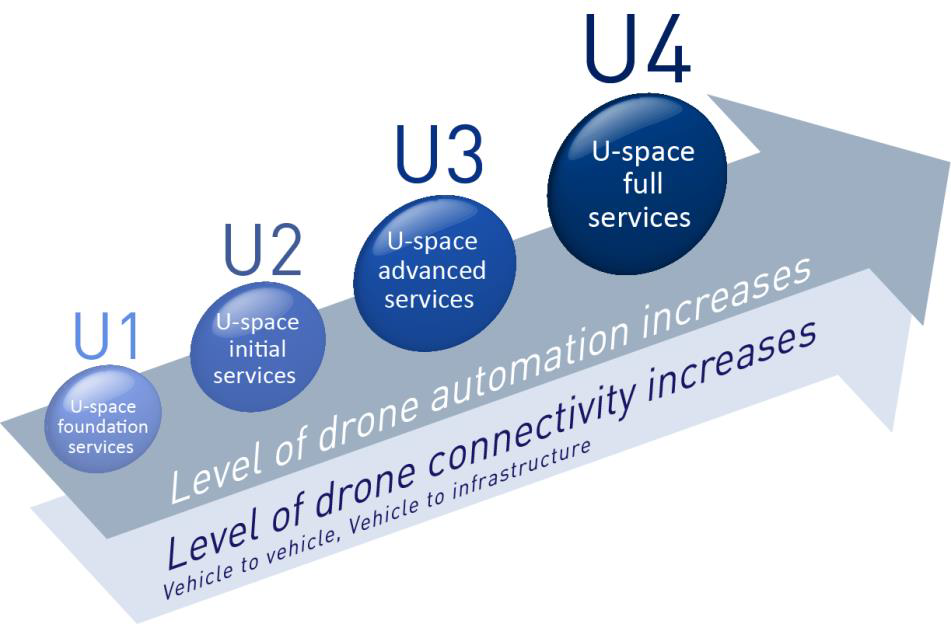 U1
U-space
foundation
services
U2
U-space
initial
services
U3
U-space
advanced
services
U4
U-space
full
services
Level of drone automation increases
Level of drone connectivity increases
Vehicle to vehicle, Vehicle to infrastructure